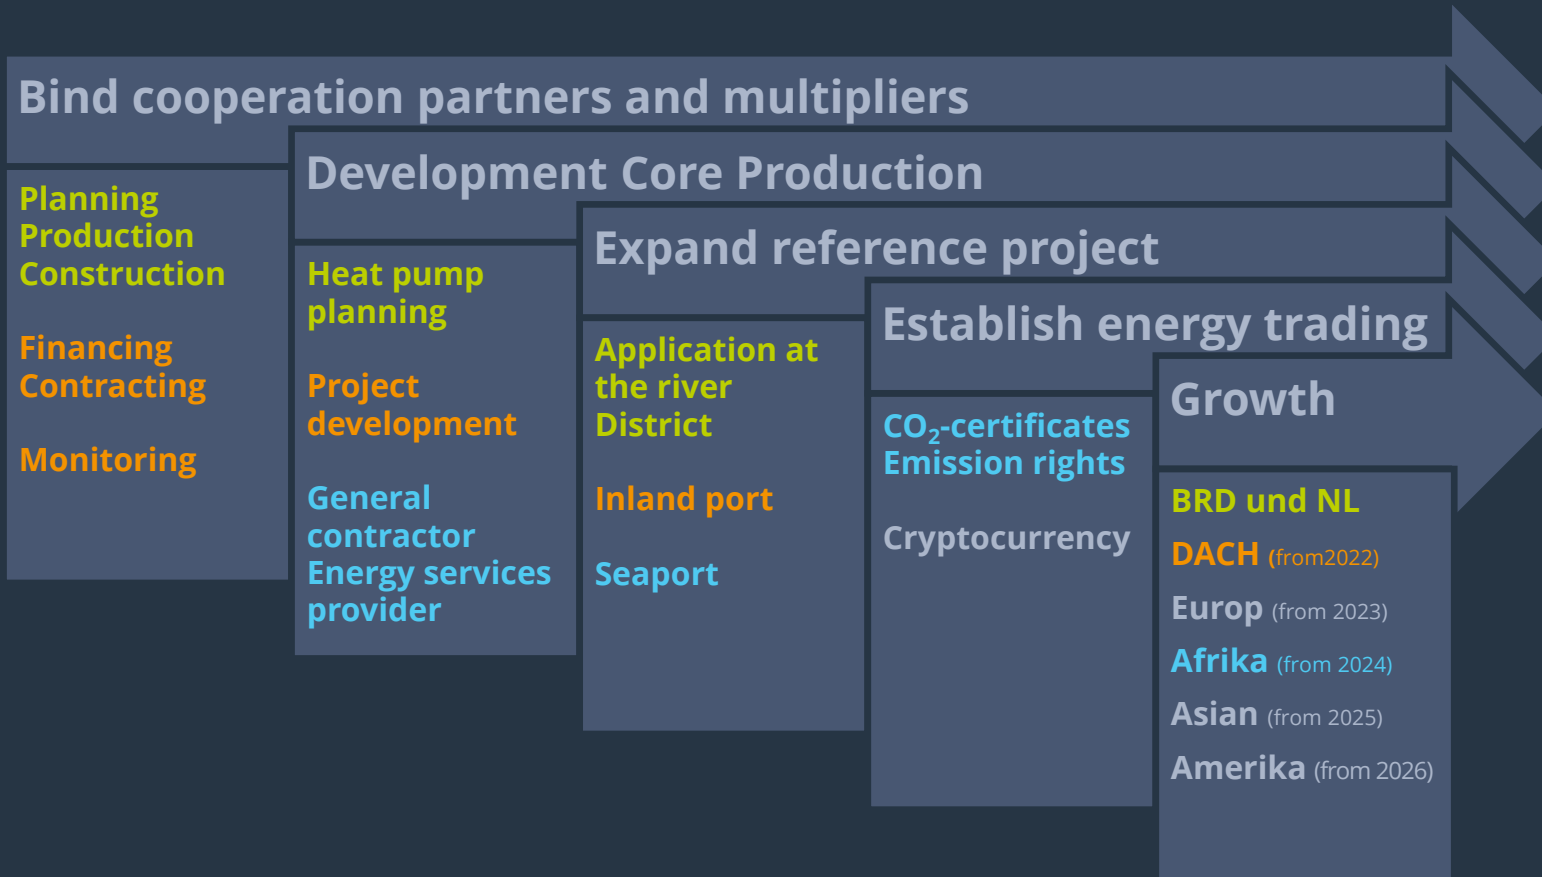 Bind cooperation partners and multipliers
Planning
Production
Construction
Financing
Contracting
Monitoring
Development Core Production
Heat pump
planning
Project
development
General
contractor
Energy services
provider
Expand reference project
Application at
the river
District
Inland port
Seaport
Establish energy trading
CO₂-certificates
Emission rights
Cryptocurrency
Growth
BRD und NL
DACH (from2022)
Europ (from 2023)
Afrika (from 2024)
Asian (from 2025)
Amerika (from 2026)